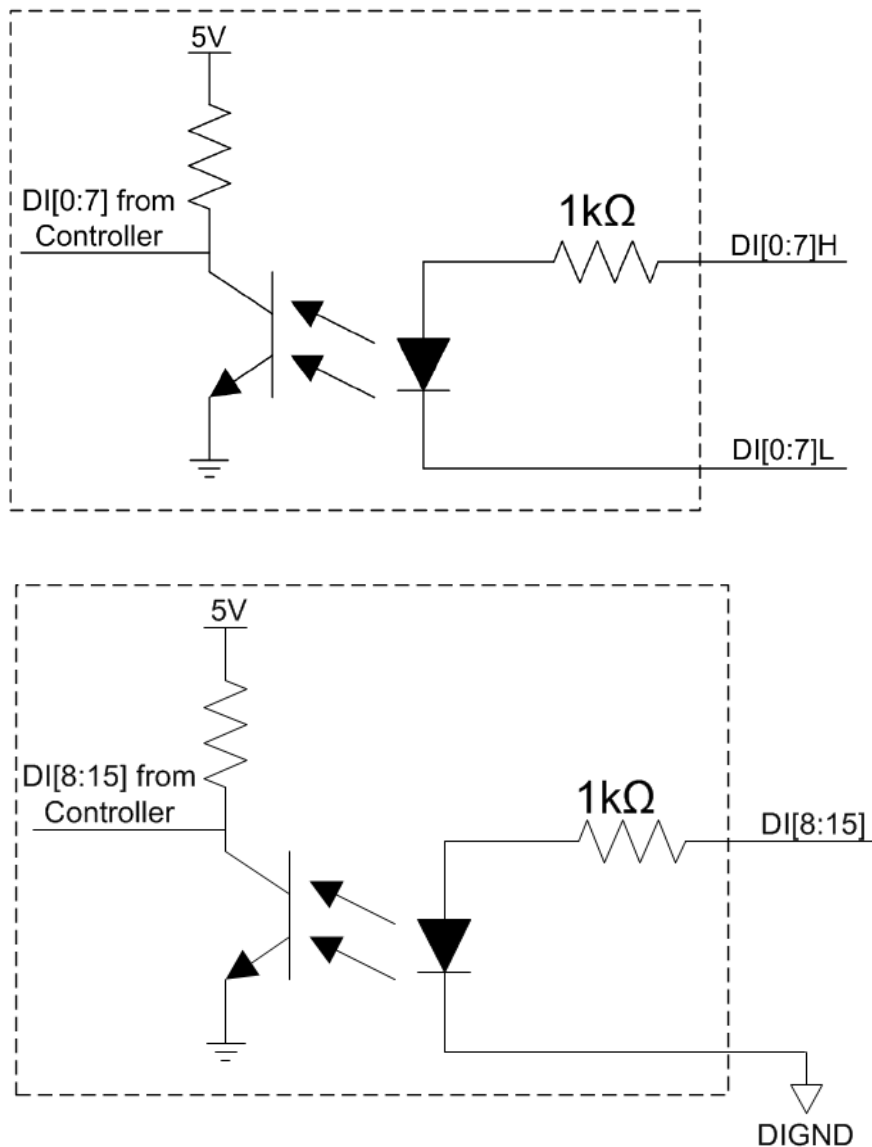 5V
DI[0:7] from
Controller
1kΩ
DI[0:7]H
DI[0:7]L
5V
DI[8:15] from
Controller
1kΩ
DI[8:15]
DIGND